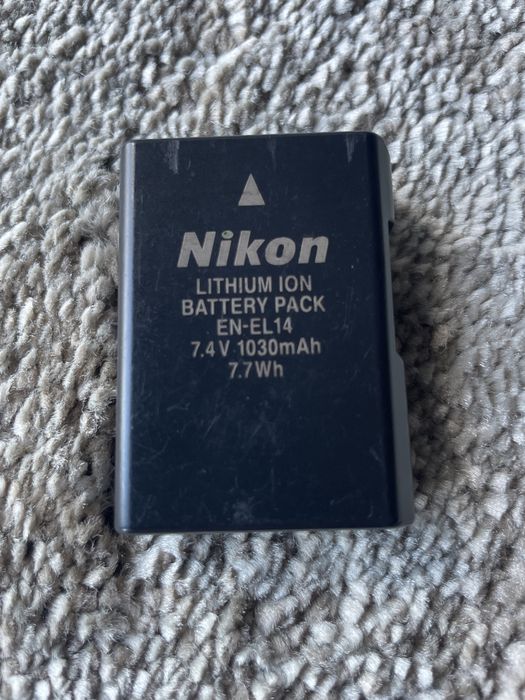 Nikon
LITHIUM ION
BATTERY PACK
EN-EL14
7.4V 1030mAh
7.7Wh